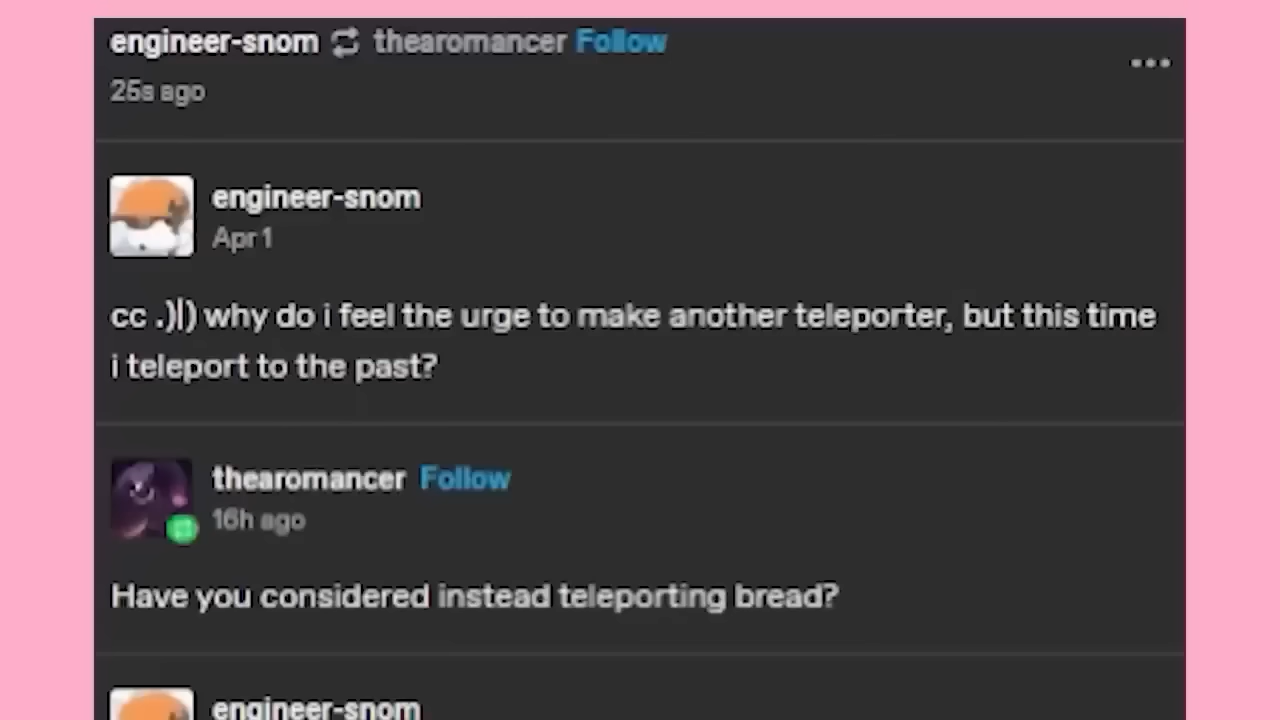 engineer-snom thearomancer Follow
25s ago
engineer-snom
Apr 1
cc .)|) why do i feel the urge to make another teleporter, but this time
i teleport to the past?
thearomancer Follow
16h ago
Have you considered instead teleporting bread?
engineer-snom